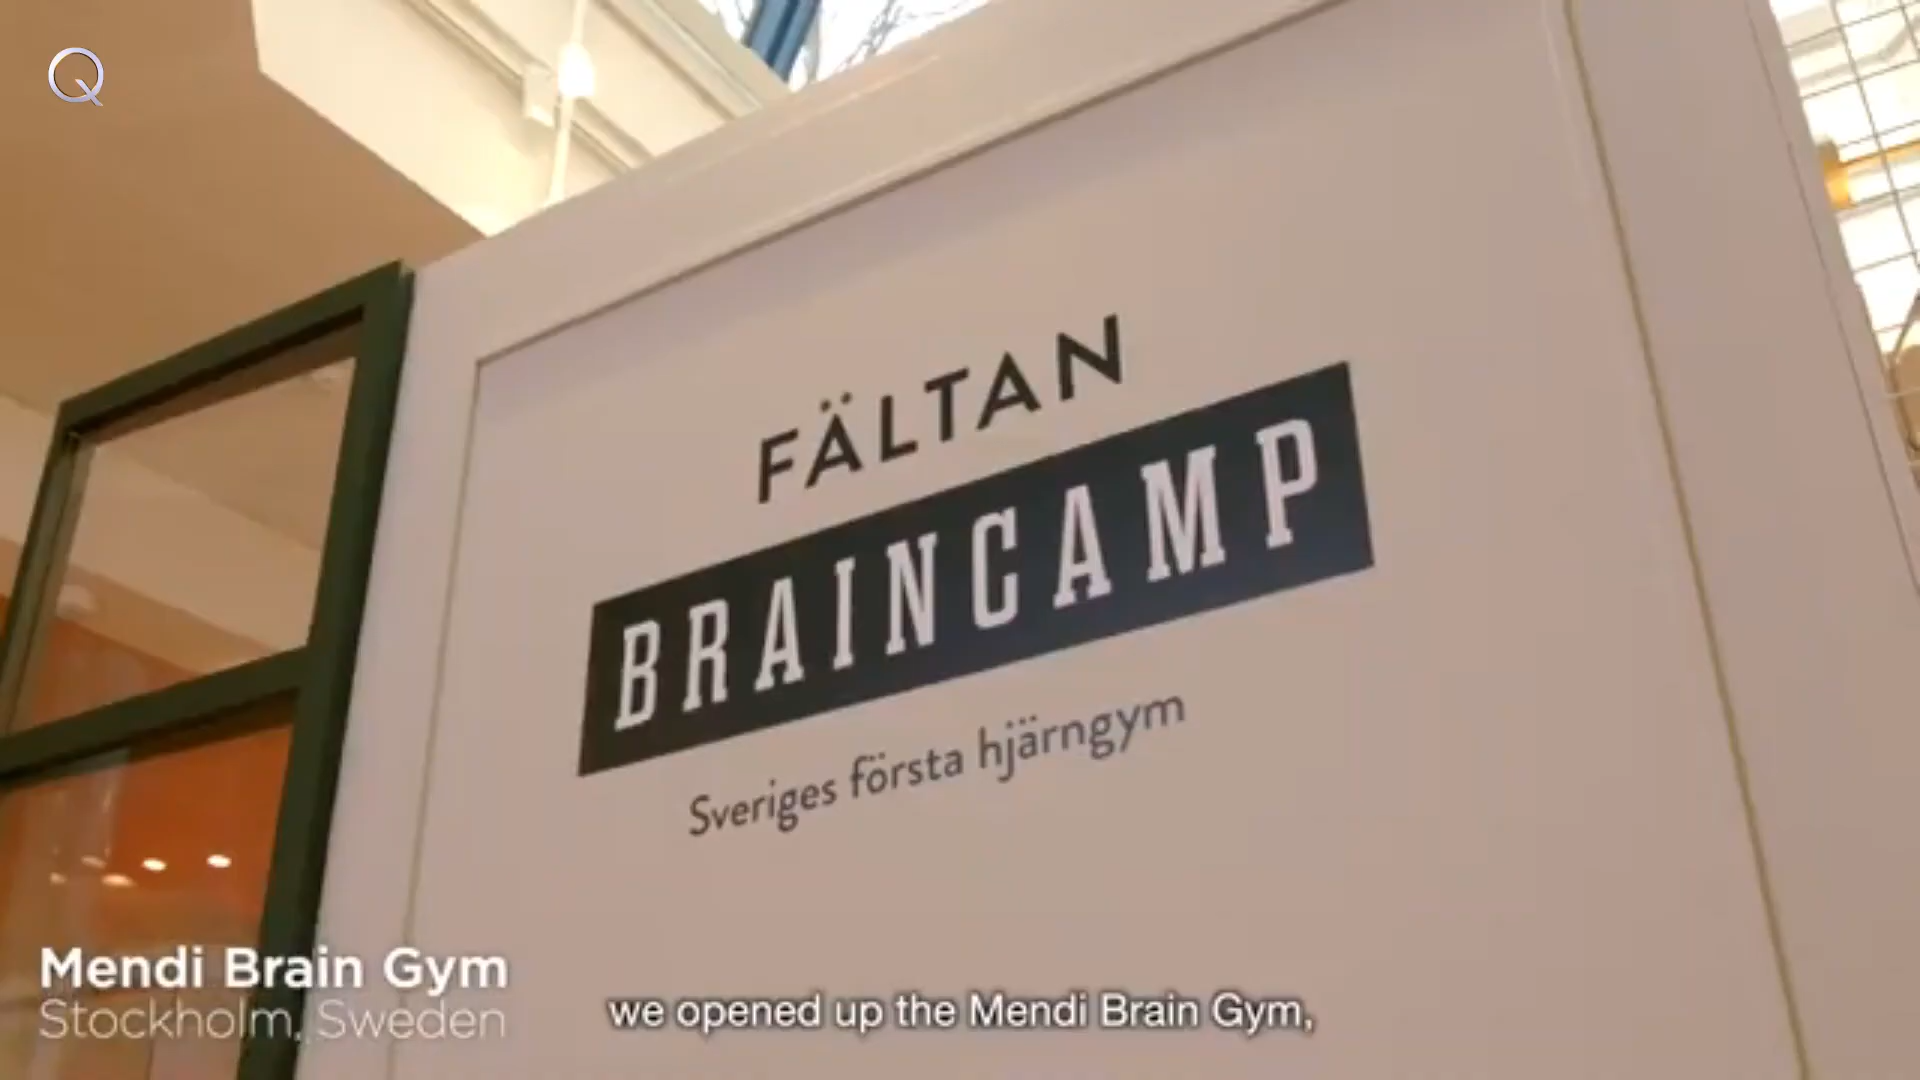 Q
FÄLTAN
BRAINCAMP
Sveriges första hjärngym
Mendi Brain Gym
Stockholm, Sweden
we opened up the Mendi Brain Gym,